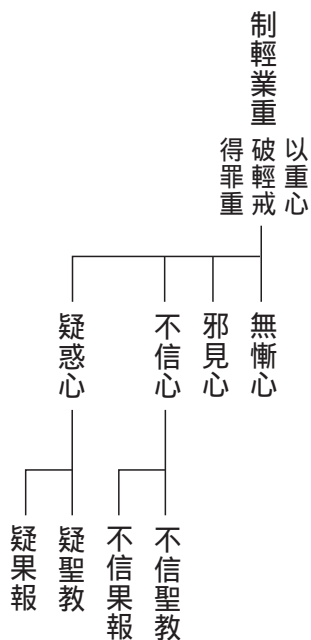 制輕業重
以重心
破輕戒
得罪重
無慚心
邪見心
不信心
疑惑心
不信聖教
不信果報
疑聖教
疑果報